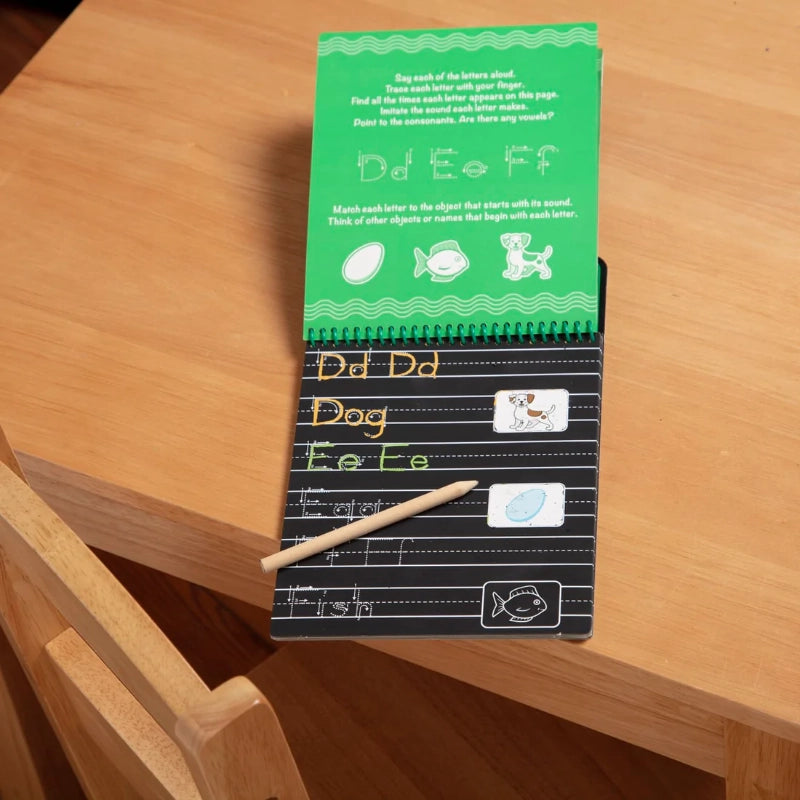 Say each of the letters aloud.
Trace each letter with your finger.
Find all the times each letter appears on this page.
Imitate the sound each letter makes.
Point to the consonants. Are there any vowels?
Dd Ee Ff
Match each letter to the object that starts with its sound.
Think of other objects or names that begin with each letter.
Dd Dd
Dog
Ee Ee
Fish